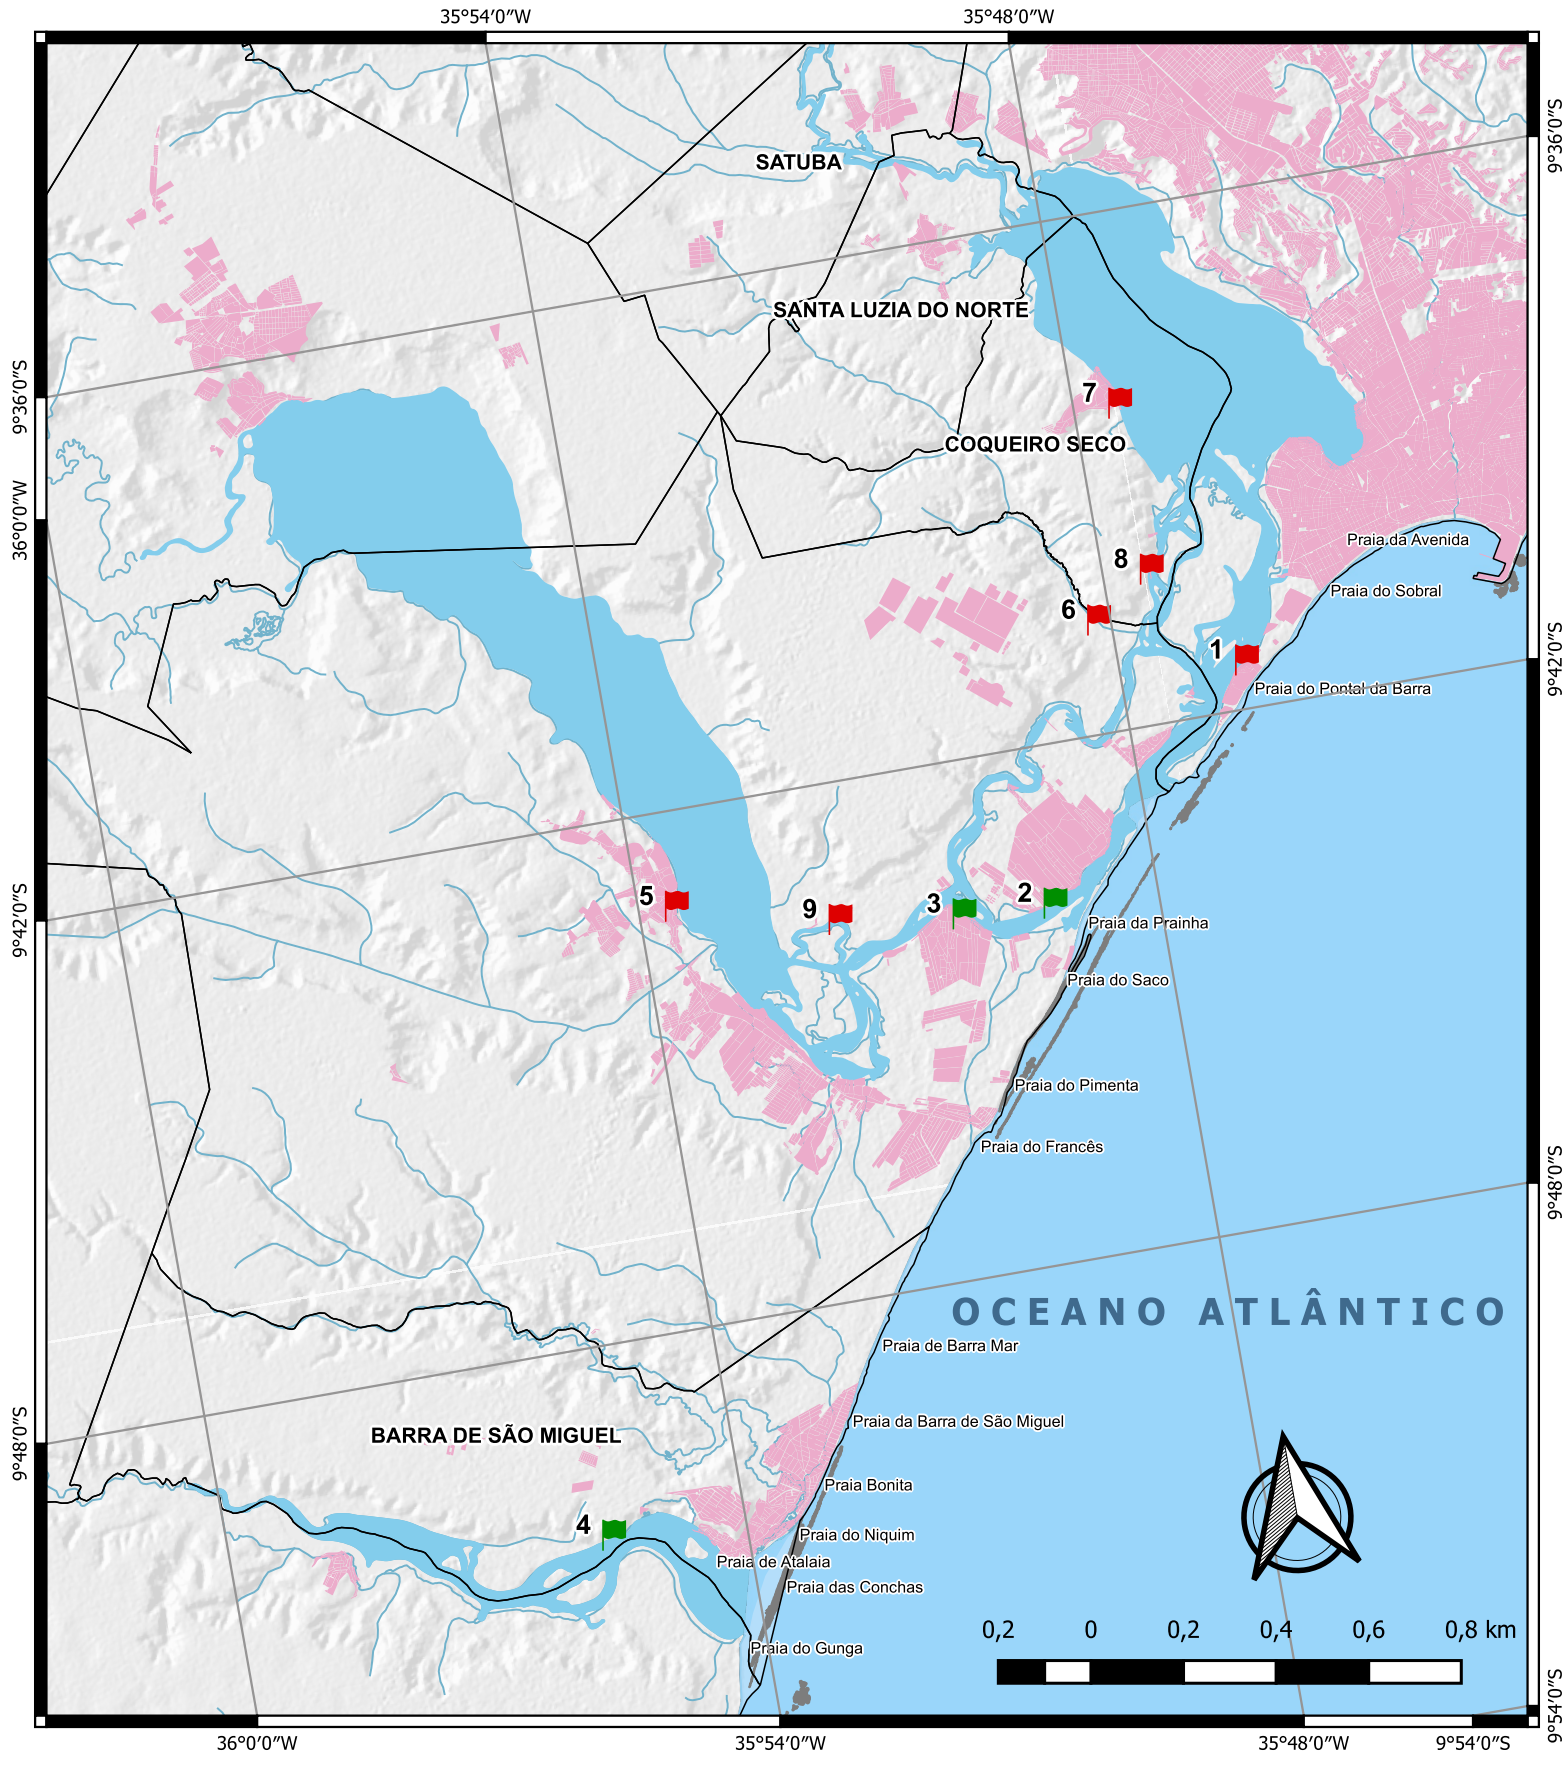 35°54′0″W
35°48′0″W
9°36′0″S
SATUBA
SANTA LUZIA DO NORTE
9°36′0″S
7
COQUEIRO SECO
36°0′0″W
Praia da Avenida
8
Praia do Sobral
6
1
9°42′0″S
Praia do Pontal da Barra
5
9
3
2
9°42′0″S
Praia da Prainha
Praia do Saco
Praia do Pimenta
Praia do Francês
9°48′0″S
OCEANO ATLÂNTICO
Praia de Barra Mar
Praia da Barra de São Miguel
BARRA DE SÃO MIGUEL
9°48′0″S
Praia Bonita
4
Praia do Niquim
Praia de Atalaia
Praia das Conchas
0,2 0 0,2 0,4 0,6 0,8 km
Praia do Gunga
9°54′0″S
36°0′0″W
35°54′0″W
35°48′0″W
9°54′0″S